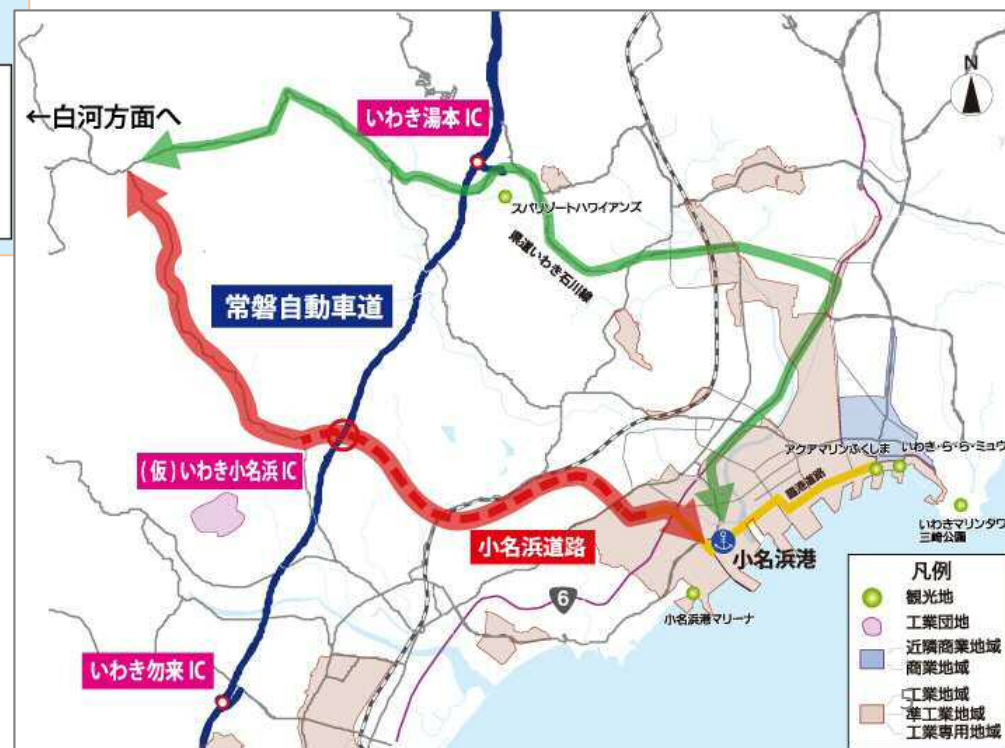 ←白河方面へ
いわき湯本 IC
N
スパリゾートハワイアンズ
県道いわき石川線
常磐自動車道
(仮)いわき小名浜 IC
小名浜道路
アクアマリンふくしま
いわき・ら・ら・ミュウ
臨港道路
いわきマリンタワ
三崎公園
小名浜港
6
小名浜港マリーナ
いわき勿来 IC
凡例
観光地
工業団地
近隣商業地域
商業地域
工業地域
準工業地域
工業専用地域